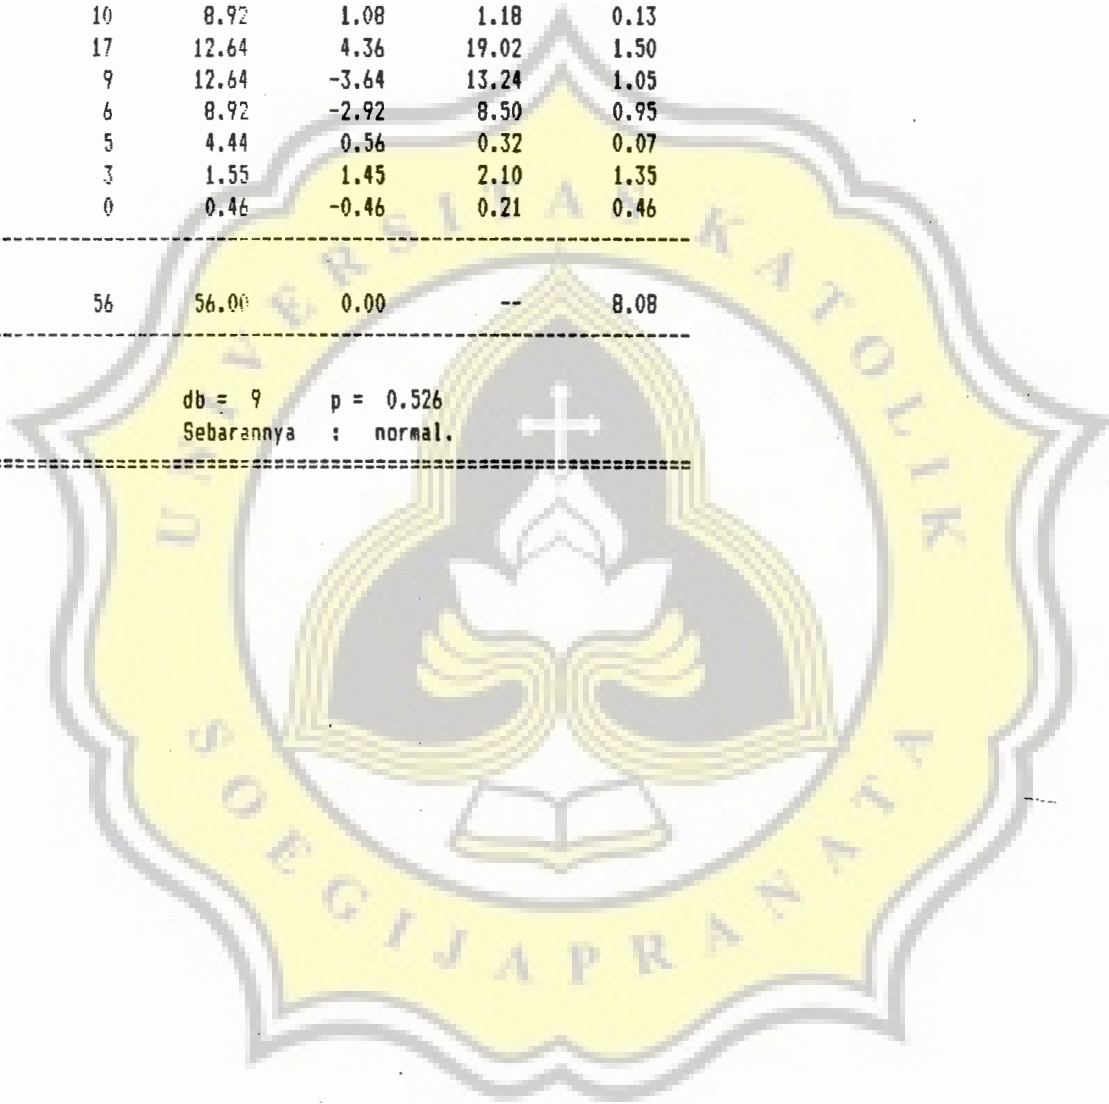 10 8.92 1.08 1.18 0.13
17 12.64 4.36 19.02 1.50
9 12.64 -3.64 13.24 1.05
6 8.92 -2.92 8.50 0.95
5 4.44 0.56 0.32 0.07
3 1.55 1.45 2.10 1.35
0 0.46 -0.46 0.21 0.46
56 56.00 0.00 -- 8.08
db = 9 p = 0.526
Sebarannya : normal.
UNIVERSITAS KATOLIK
SOEGIJAPRANATA